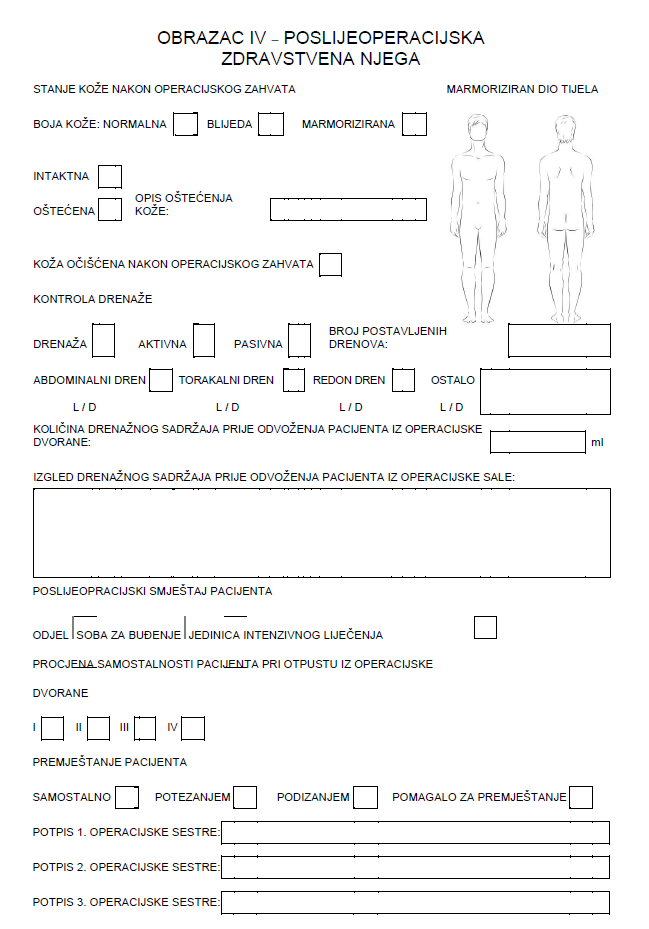 OBRAZAC IV – POSLIJEOPERACIJSKA
ZDRAVSTVENA NJEGA
STANJE KOŽE NAKON OPERACIJSKOG ZAHVATA
MARMORIZIRAN DIO TIJELA
BOJA KOŽE: NORMALNA BLIJEDA MARMORIZIRANA
INTAKTNA
OŠTEĆENA
OPIS OŠTEĆENJA
KOŽE:
KOŽA OČIŠĆENA NAKON OPERACIJSKOG ZAHVATA
KONTROLA DRENAŽE
DRENAŽA AKTIVNA PASIVNA
BROJ POSTAVLJENIH
DRENOVA:
ABDOMINALNI DREN TORAKALNI DREN REDON DREN OSTALO
L / D L / D L / D L / D
KOLIČINA DRENAŽNOG SADRŽAJA PRIJE ODVOŽENJA PACIJENTA IZ OPERACIJSKE
DVORANE: ml
IZGLED DRENAŽNOG SADRŽAJA PRIJE ODVOŽENJA PACIJENTA IZ OPERACIJSKE SALE:
POSLIJEOPRACIJSKI SMJEŠTAJ PACIJENTA
ODJEL SOBA ZA BUĐENJE JEDINICA INTENZIVNOG LIJEČENJA
PROCJENA SAMOSTALNOSTI PACIJENTA PRI OTPUSTU IZ OPERACIJSKE
DVORANE
I II III IV
PREMJEŠTANJE PACIJENTA
SAMOSTALNO POTEZANJEM PODIZANJEM POMAGALO ZA PREMJEŠTANJE
POTPIS 1. OPERACIJSKE SESTRE:
POTPIS 2. OPERACIJSKE SESTRE:
POTPIS 3. OPERACIJSKE SESTRE: